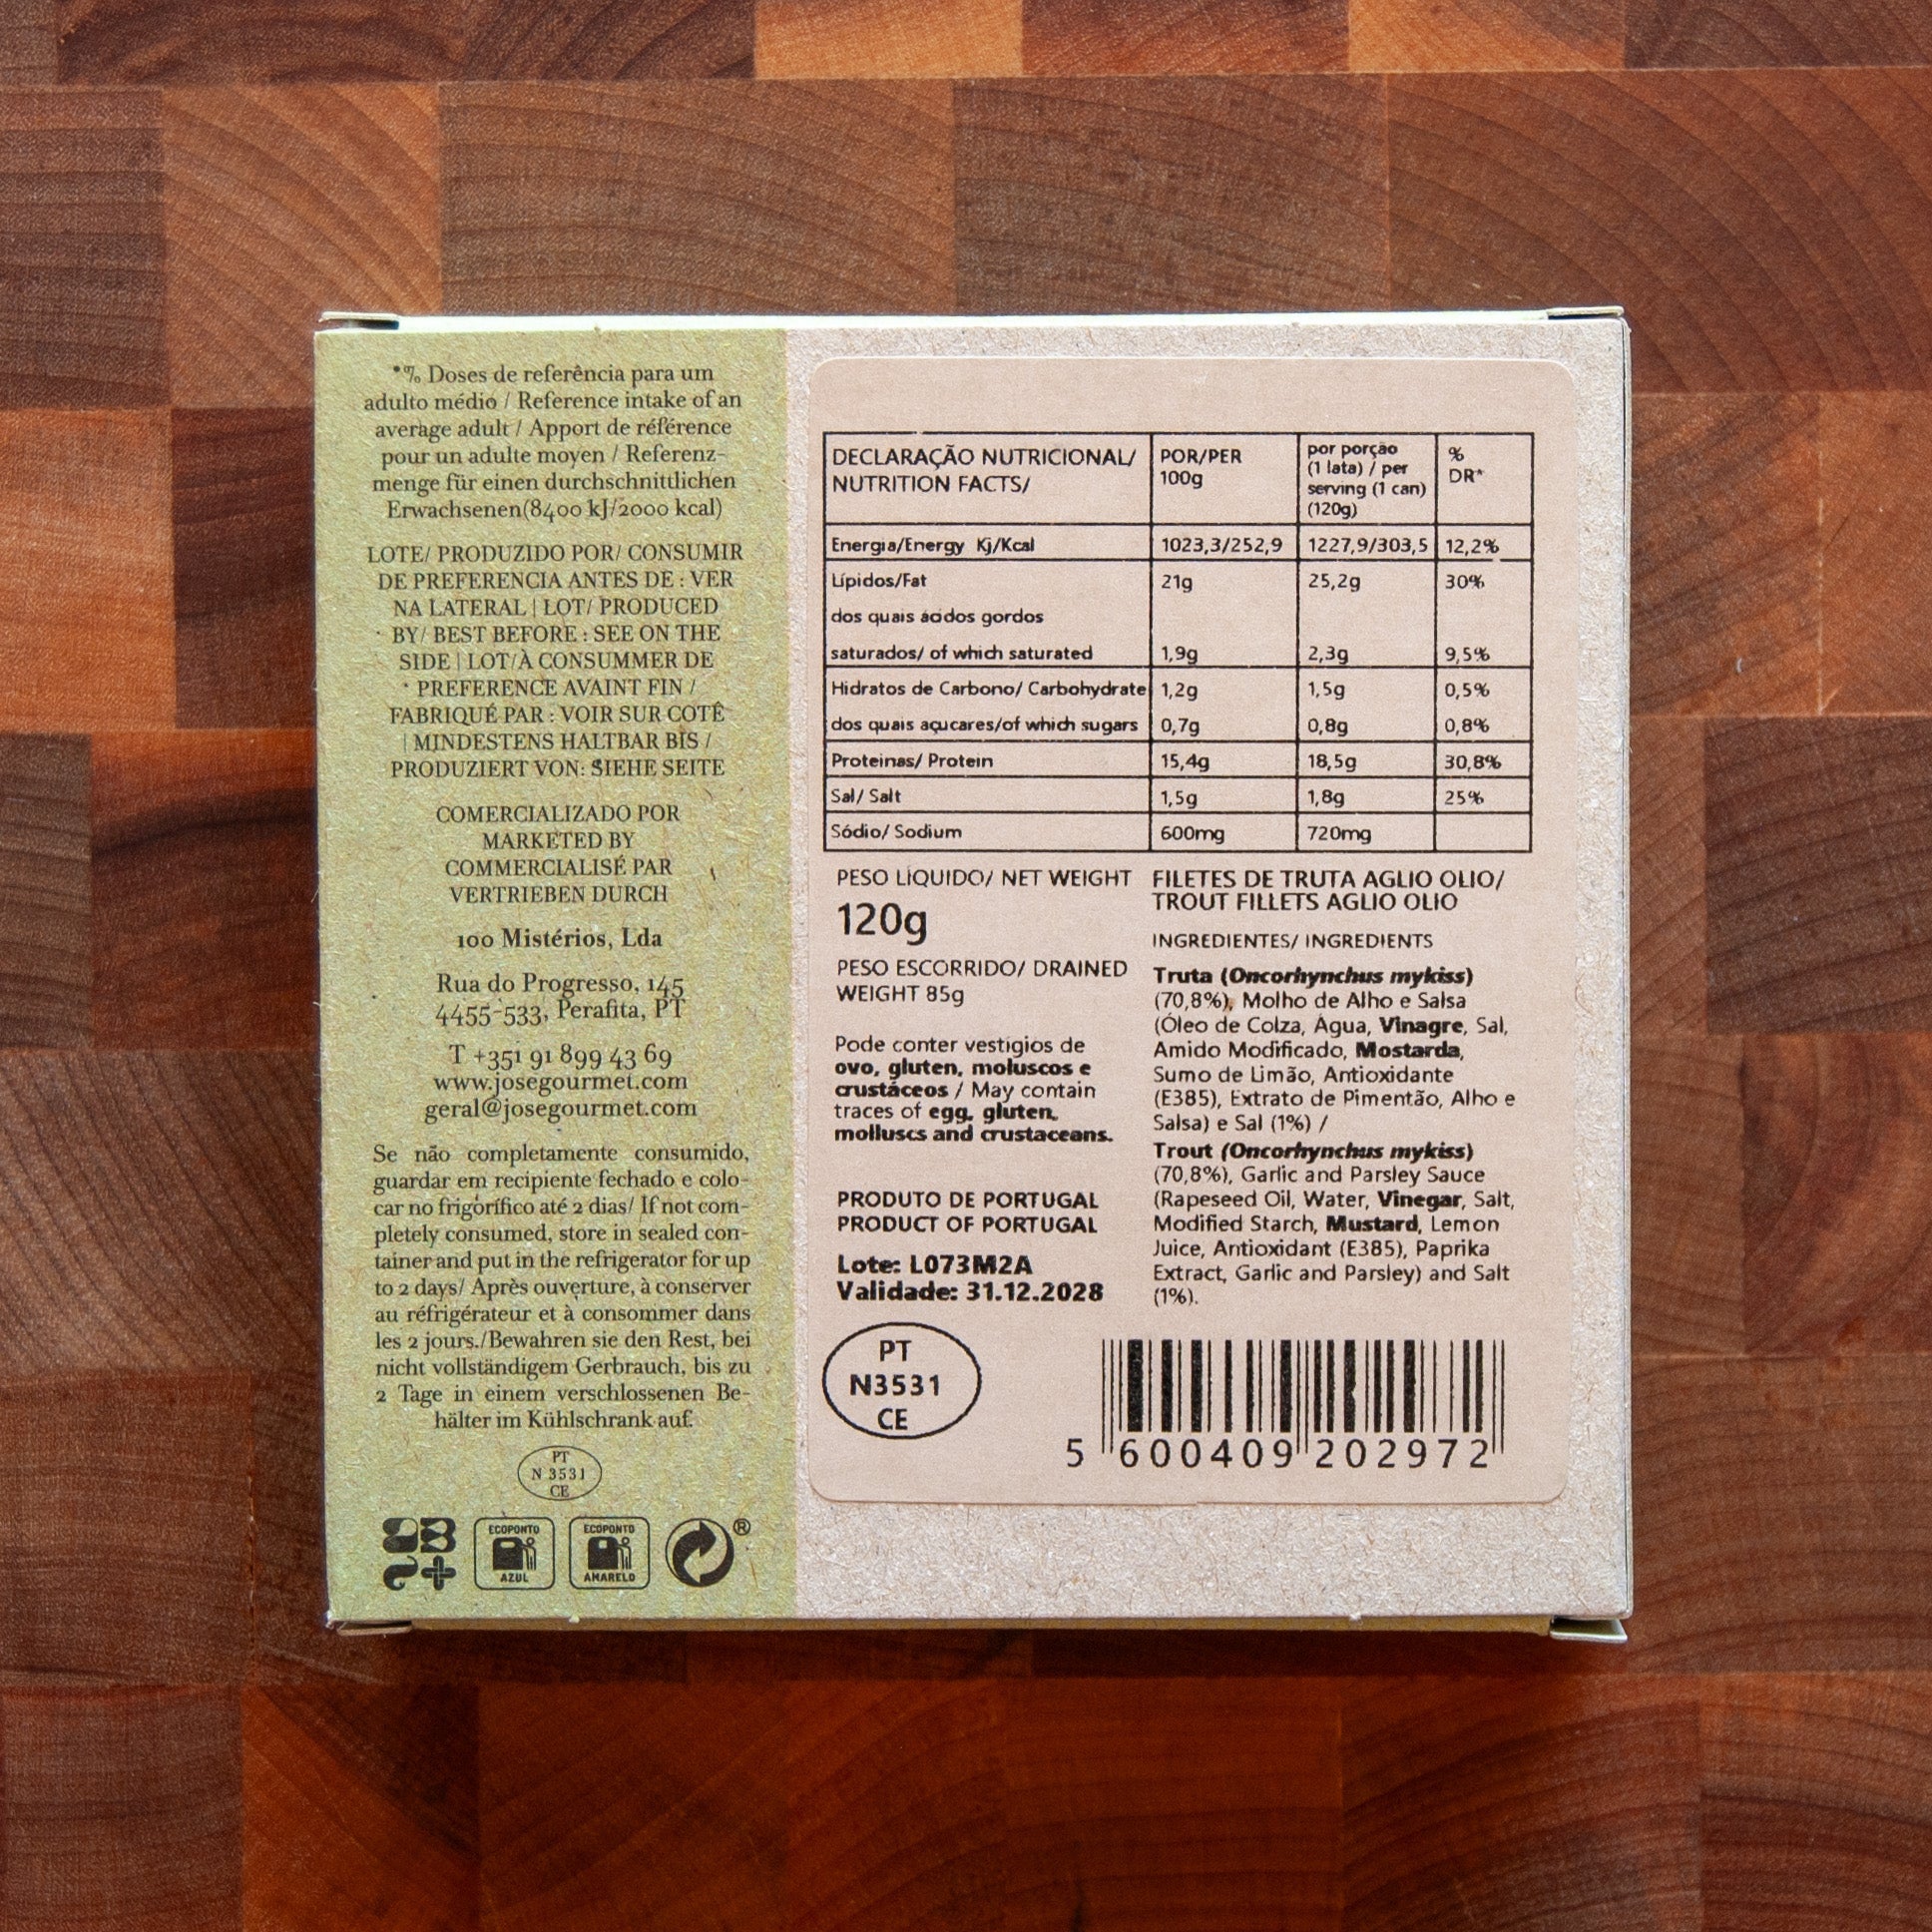 *% Doses de referência para um
adulto médio / Reference intake of an
average adult / Apport de référence
pour un adulte moyen / Referenz-
menge für einen durchschnittlichen
Erwachsenen(8400 kJ/2000 kcal)
LOTE/ PRODUZIDO POR/ CONSUMIR
DE PREFERENCIA ANTES DE : VER
NA LATERAL | LOT/ PRODUCED
BY/ BEST BEFORE : SEE ON THE
SIDE | LOT/À CONSUMMER DE
PREFERENCE AVAINT FIN /
FABRIQUÉ PAR : VOIR SUR COTÊ
| MINDESTENS HALTBAR BIS /
PRODUZIERT VON: SIEHE SEITE
COMERCIALIZADO POR
MARKETED BY
COMMERCIALISÉ PAR
VERTRIEBEN DURCH
100 Mistérios, Lda
Rua do Progresso, 145
4455-533, Perafita, PT
T +351 91 899 43 69
www.josegourmet.com
geral@josegourmet.com
Se não completamente consumido,
guardar em recipiente fechado e colo-
car no frigorífico até 2 dias/ If not com-
pletely consumed, store in sealed con-
tainer and put in the refrigerator for up
to 2 days/ Après ouverture, à conserver
au réfrigérateur et à consommer dans
les 2 jours./Bewahren sie den Rest, bei
nicht vollständigem Gerbrauch, bis zu
2 Tage in einem verschlossenen Be-
hälter im Kühlschrank auf.
PT
N 3531
CE
ECOPONTO
AZUL
ECOPONTO
AMARELO
®
DECLARAÇÃO NUTRICIONAL/
NUTRITION FACTS/
POR/PER
100g
por porção
(1 lata) / per
serving (1 can)
(120g)
%
DR*
Energia/Energy Kj/Kcal 1023,3/252,9 1227,9/303,5 12,2%
Lípidos/Fat 21g 25,2g 30%
dos quais ácidos gordos
saturados/ of which saturated 1,9g 2,3g 9,5%
Hidratos de Carbono/ Carbohydrate 1,2g 1,5g 0,5%
dos quais açucares/of which sugars 0,7g 0,8g 0,8%
Proteinas/ Protein 15,4g 18,5g 30,8%
Sal/ Salt 1,5g 1,8g 25%
Sódio/ Sodium 600mg 720mg
PESO LÍQUIDO/ NET WEIGHT
120g
PESO ESCORRIDO/ DRAINED
WEIGHT 85g
Pode conter vestígios de
ovo, gluten, moluscos e
crustáceos / May contain
traces of egg, gluten,
molluscs and crustaceans.
PRODUTO DE PORTUGAL
PRODUCT OF PORTUGAL
Lote: L073M2A
Validade: 31.12.2028
PT
N3531
CE
FILETES DE TRUTA AGLIO OLIO/
TROUT FILLETS AGLIO OLIO
INGREDIENTES/ INGREDIENTS
Truta (Oncorhynchus mykiss)
(70,8%), Molho de Alho e Salsa
(Óleo de Colza, Água, Vinagre, Sal,
Amido Modificado, Mostarda,
Sumo de Limão, Antioxidante
(E385), Extrato de Pimentão, Alho e
Salsa) e Sal (1%) /
Trout (Oncorhynchus mykiss)
(70,8%), Garlic and Parsley Sauce
(Rapeseed Oil, Water, Vinegar, Salt,
Modified Starch, Mustard, Lemon
Juice, Antioxidant (E385), Paprika
Extract, Garlic and Parsley) and Salt
(1%).
5 600409 202972